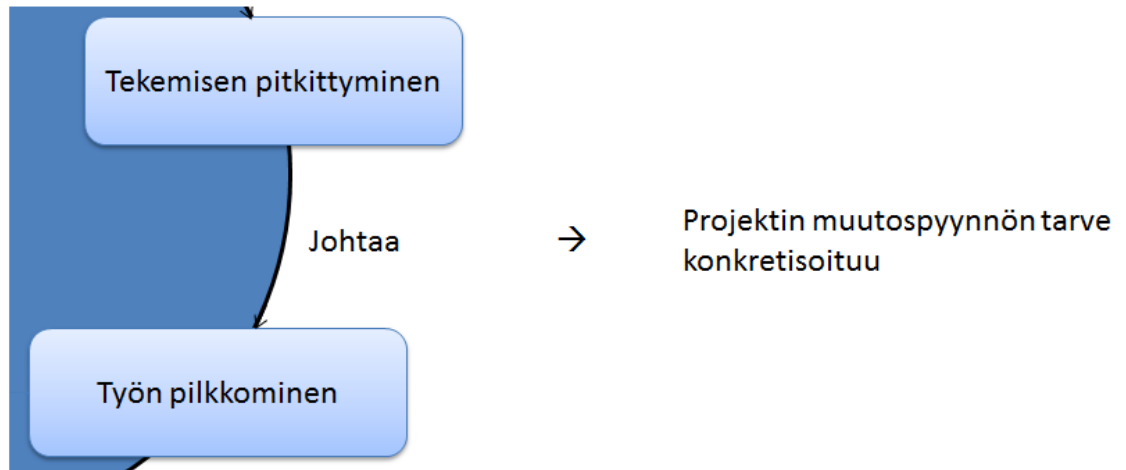 Tekemisen pitkittyminen
Johtaa
→
Projektin muutospyynnön tarve
konkretisoituu
Työn pilkkominen